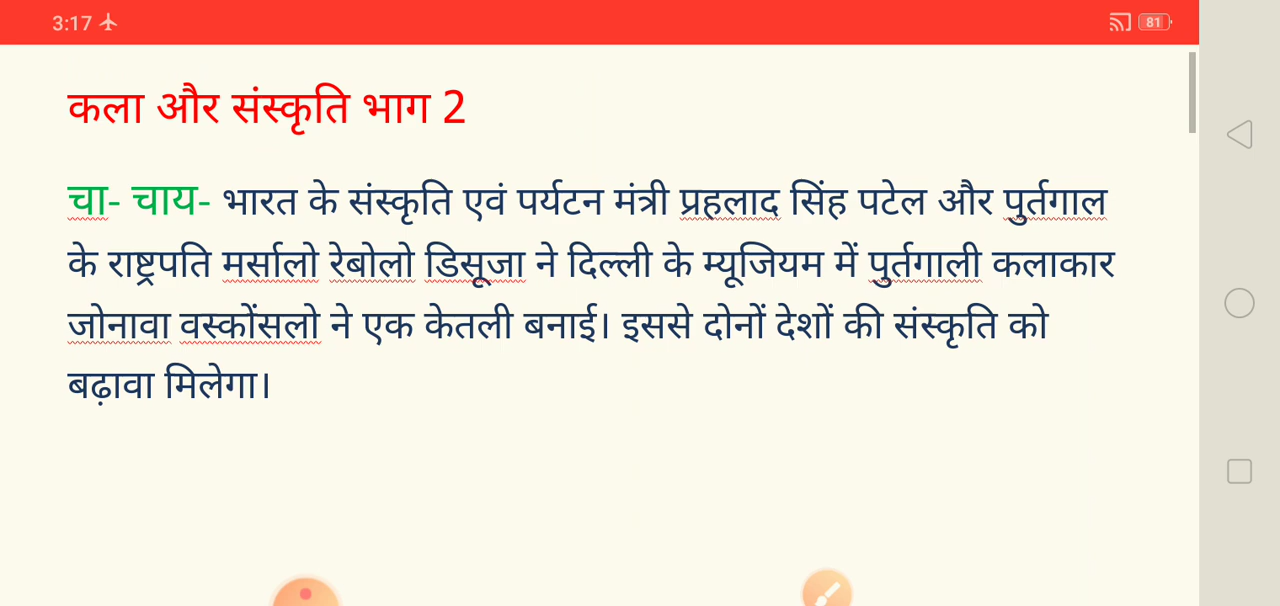 3:17
81
कला और संस्कृति भाग 2
चा- चाय- भारत के संस्कृति एवं पर्यटन मंत्री प्रहलाद सिंह पटेल और पुर्तगाल
के राष्ट्रपति मर्सालो रेबोलो डिसूजा ने दिल्ली के म्यूजियम में पुर्तगाली कलाकार
जोनावा वस्कोंसलो ने एक केतली बनाई। इससे दोनों देशों की संस्कृति को
बढ़ावा मिलेगा।